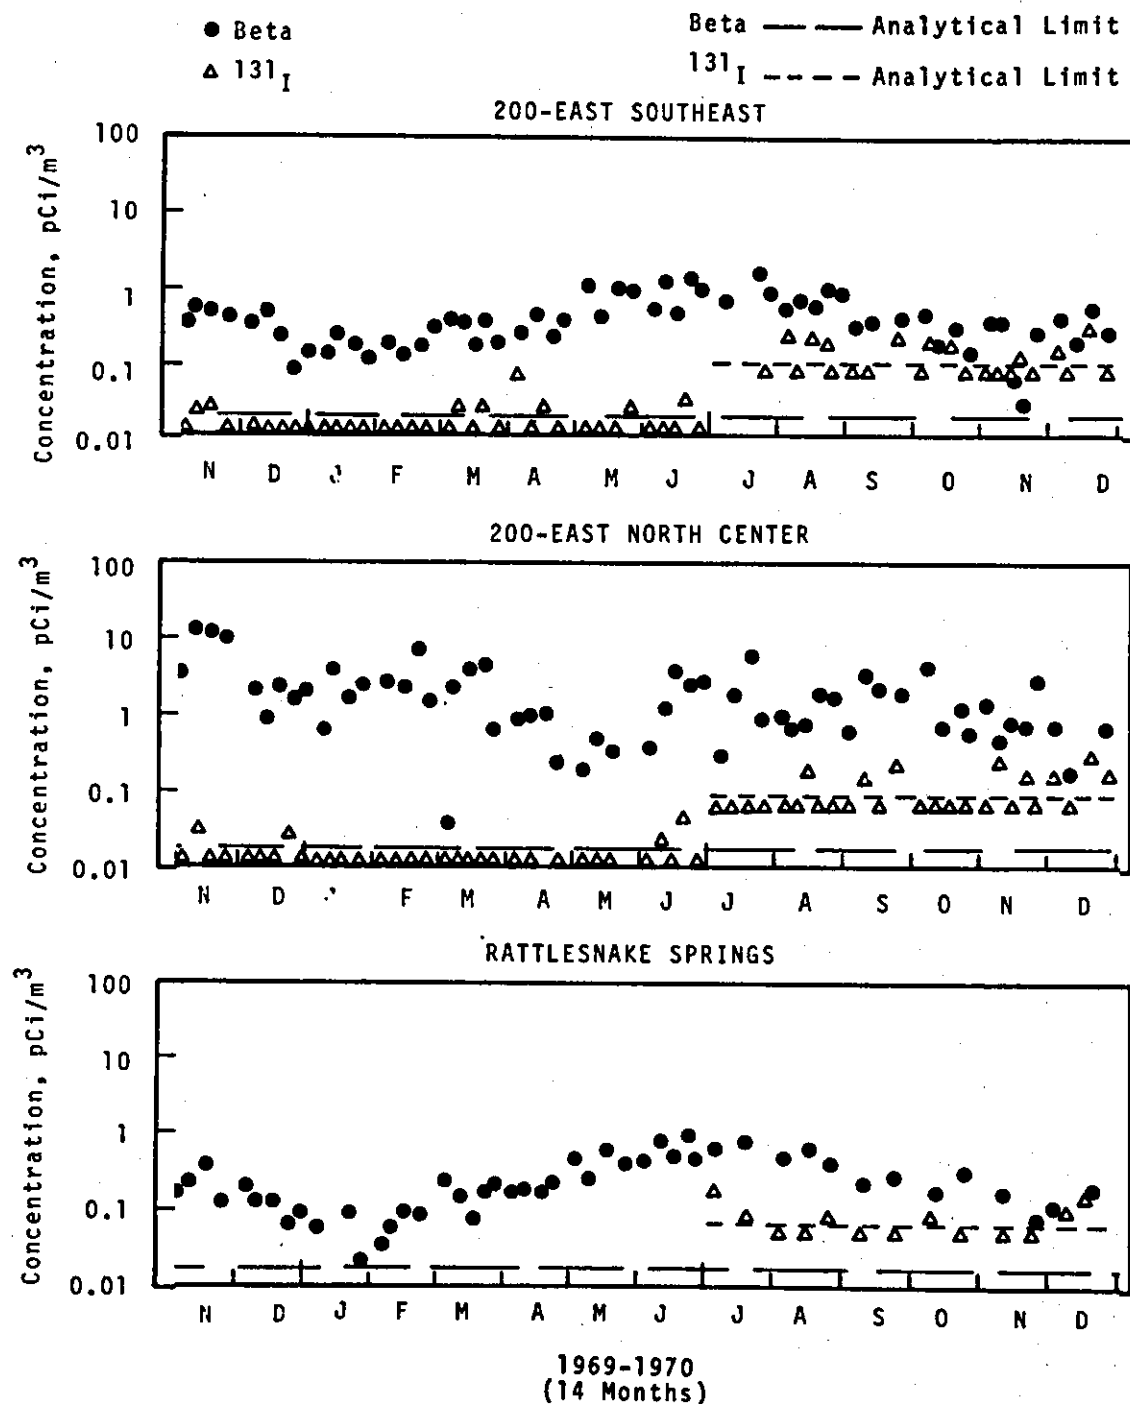 ● Beta
Beta — — — Analytical Limit
△ 131I
131I - - - - Analytical Limit
200-EAST SOUTHEAST
Concentration, pCi/m3
100
10
1
0.1
0.01
N D J F M A M J J A S O N D
200-EAST NORTH CENTER
Concentration, pCi/m3
100
10
1
0.1
0.01
N D F M A M J J A S O N D
RATTLESNAKE SPRINGS
Concentration, pCi/m3
100
10
1
0.1
0.01
N D J F M A M J J A S O N D
1969-1970
(14 Months)